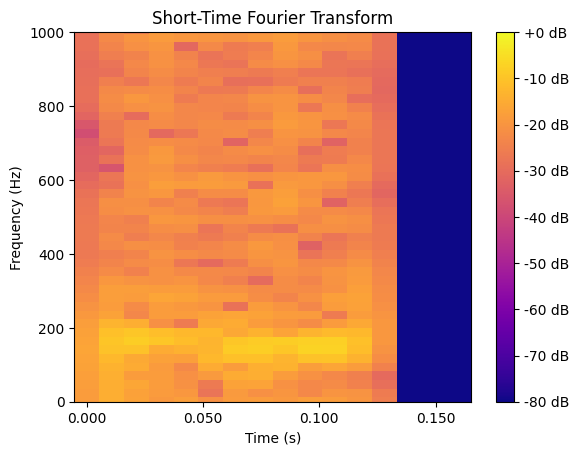 Short-Time Fourier Transform
1000
800
600
400
200
0
Frequency (Hz)
0.000
0.050
0.100
0.150
Time (s)
+0 dB
-10 dB
-20 dB
-30 dB
-40 dB
-50 dB
-60 dB
-70 dB
-80 dB